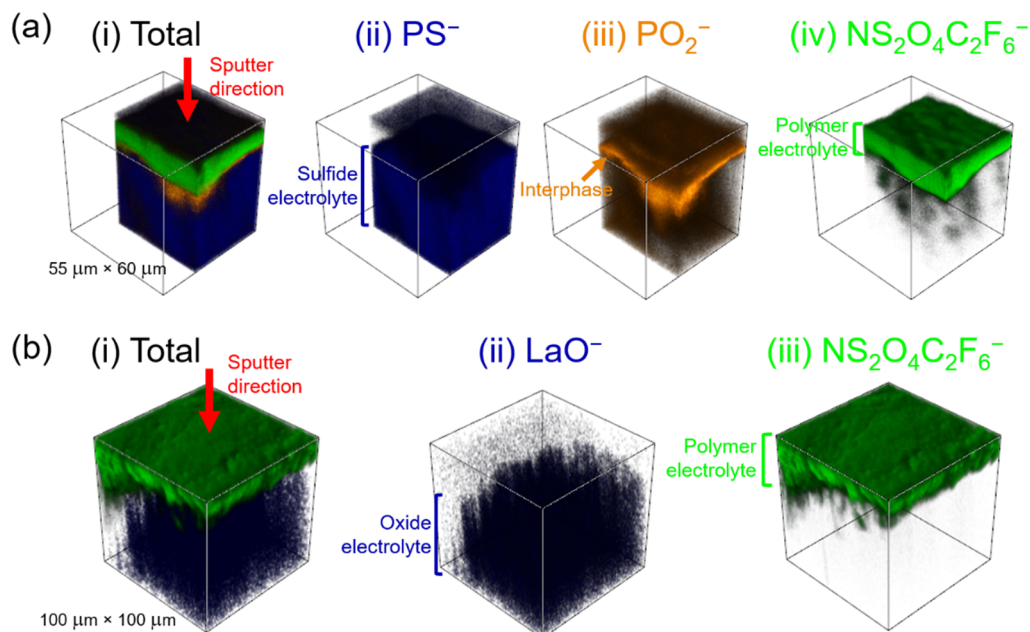 (a)
(i) Total
(ii) PS⁻
(iii) PO₂⁻
(iv) NS₂O₄C₂F₆⁻
Sputter
direction
Sulfide
electrolyte
Interphase
Polymer
electrolyte
55 μm × 60 μm
(b)
(i) Total
(ii) LaO⁻
(iii) NS₂O₄C₂F₆⁻
Sputter
direction
Oxide
electrolyte
Polymer
electrolyte
100 μm × 100 μm